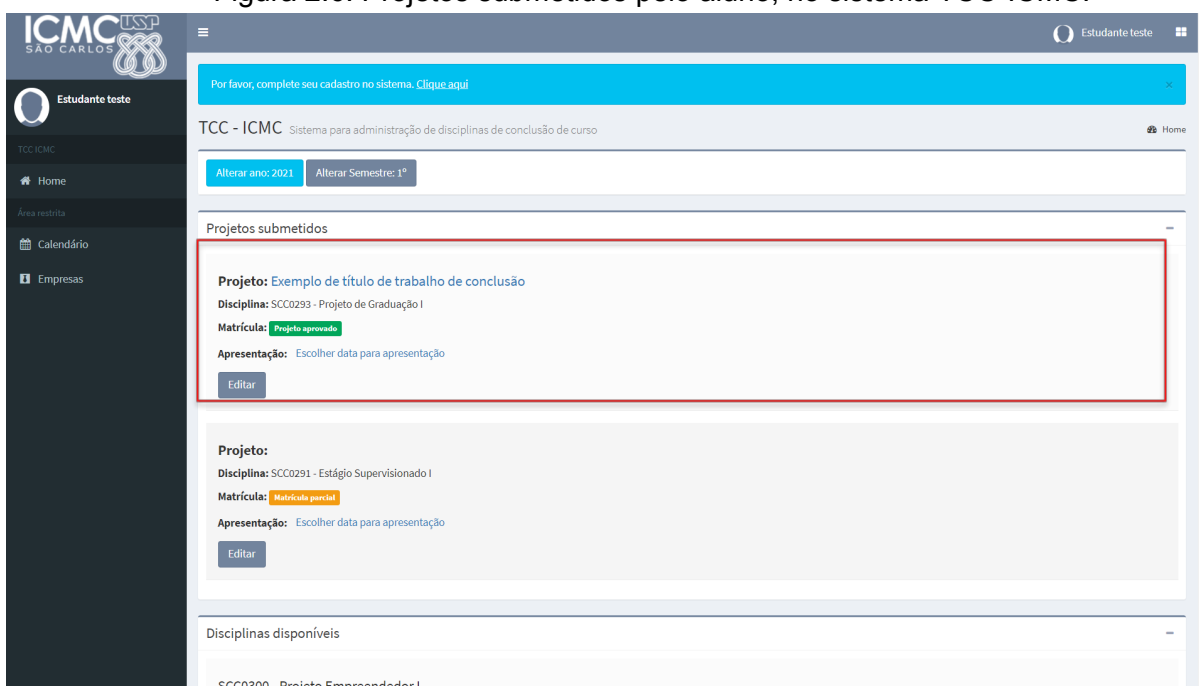 Figura 2.6: Projetos submetidos pelo aluno, no sistema TCC-ICMC.
ICMC USP
SÃO CARLOS
Estudante teste
Por favor, complete seu cadastro no sistema. Clique aqui ×
Estudante teste
TCC - ICMC Sistema para administração de disciplinas de conclusão de curso
Home
TCC ICMC
Home
Alterar ano: 2021 Alterar Semestre: 1º
Área restrita
Calendário
Empresas
Projetos submetidos
Projeto: Exemplo de título de trabalho de conclusão
Disciplina: SCC0293 - Projeto de Graduação I
Matrícula: Projeto aprovado
Apresentação: Escolher data para apresentação
Editar
Projeto:
Disciplina: SCC0291 - Estágio Supervisionado I
Matrícula: Matrícula parcial
Apresentação: Escolher data para apresentação
Editar
Disciplinas disponíveis
SCC0300 - Projeto Empreendedor I